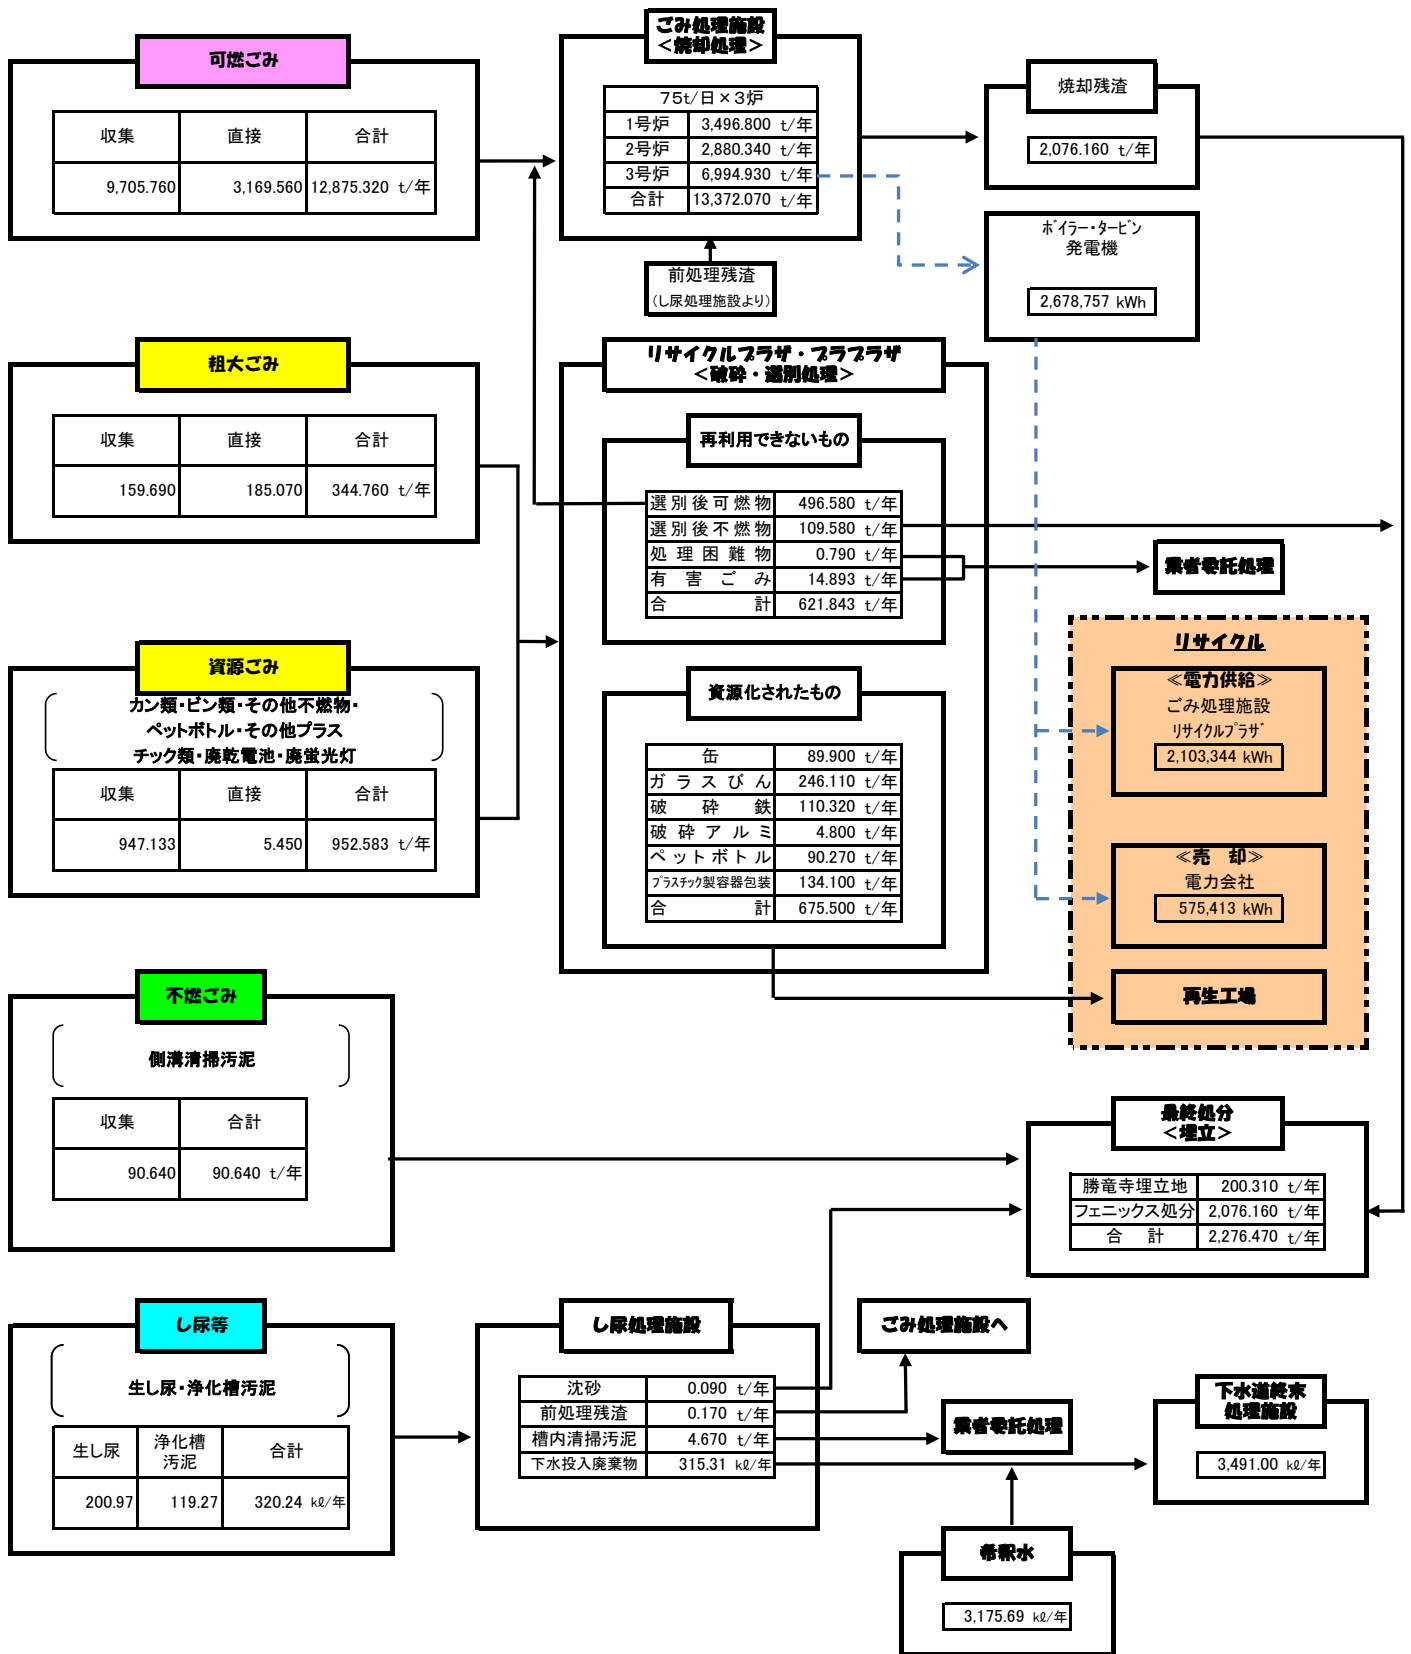 可燃ごみ
収集 直接 合計
9,705.760 3,169.560 12,875.320 t/年
ごみ処理施設
＜焼却処理＞
75t/日×3炉
1号炉 3,496.800 t/年
2号炉 2,880.340 t/年
3号炉 6,994.930 t/年
合計 13,372.070 t/年
前処理残渣
(し尿処理施設より)
焼却残渣
2,076.160 t/年
ﾎﾞｲﾗｰ・ﾀｰﾋﾞﾝ
発電機
2,678,757 kWh
粗大ごみ
収集 直接 合計
159.690 185.070 344.760 t/年
リサイクルプラザ・プラプラザ
＜破砕・選別処理＞
再利用できないもの
選別後可燃物 496.580 t/年
選別後不燃物 109.580 t/年
処理困難物 0.790 t/年
有害ごみ 14.893 t/年
合計 621.843 t/年
業者委託処理
資源ごみ
カン類・ビン類・その他不燃物・
ペットボトル・その他プラス
チック類・廃乾電池・廃蛍光灯
収集 直接 合計
947.133 5.450 952.583 t/年
資源化されたもの
缶 89.900 t/年
ガラスびん 246.110 t/年
破砕鉄 110.320 t/年
破砕アルミ 4.800 t/年
ペットボトル 90.270 t/年
ﾌﾟﾗｽﾁｯｸ製容器包装 134.100 t/年
合計 675.500 t/年
リサイクル
≪電力供給≫
ごみ処理施設
ﾘｻｲｸﾙﾌﾟﾗｻﾞ
2,103,344 kWh
≪売 却≫
電力会社
575,413 kWh
再生工場
不燃ごみ
側溝清掃汚泥
収集 合計
90.640 90.640 t/年
最終処分
＜埋立＞
勝竜寺埋立地 200.310 t/年
フェニックス処分 2,076.160 t/年
合 計 2,276.470 t/年
し尿等
生し尿・浄化槽汚泥
生し尿 浄化槽汚泥 合計
200.97 119.27 320.24 kℓ/年
し尿処理施設
沈砂 0.090 t/年
前処理残渣 0.170 t/年
槽内清掃汚泥 4.670 t/年
下水投入廃棄物 315.31 kℓ/年
ごみ処理施設へ
業者委託処理
下水道終末
処理施設
3,491.00 kℓ/年
希釈水
3,175.69 kℓ/年